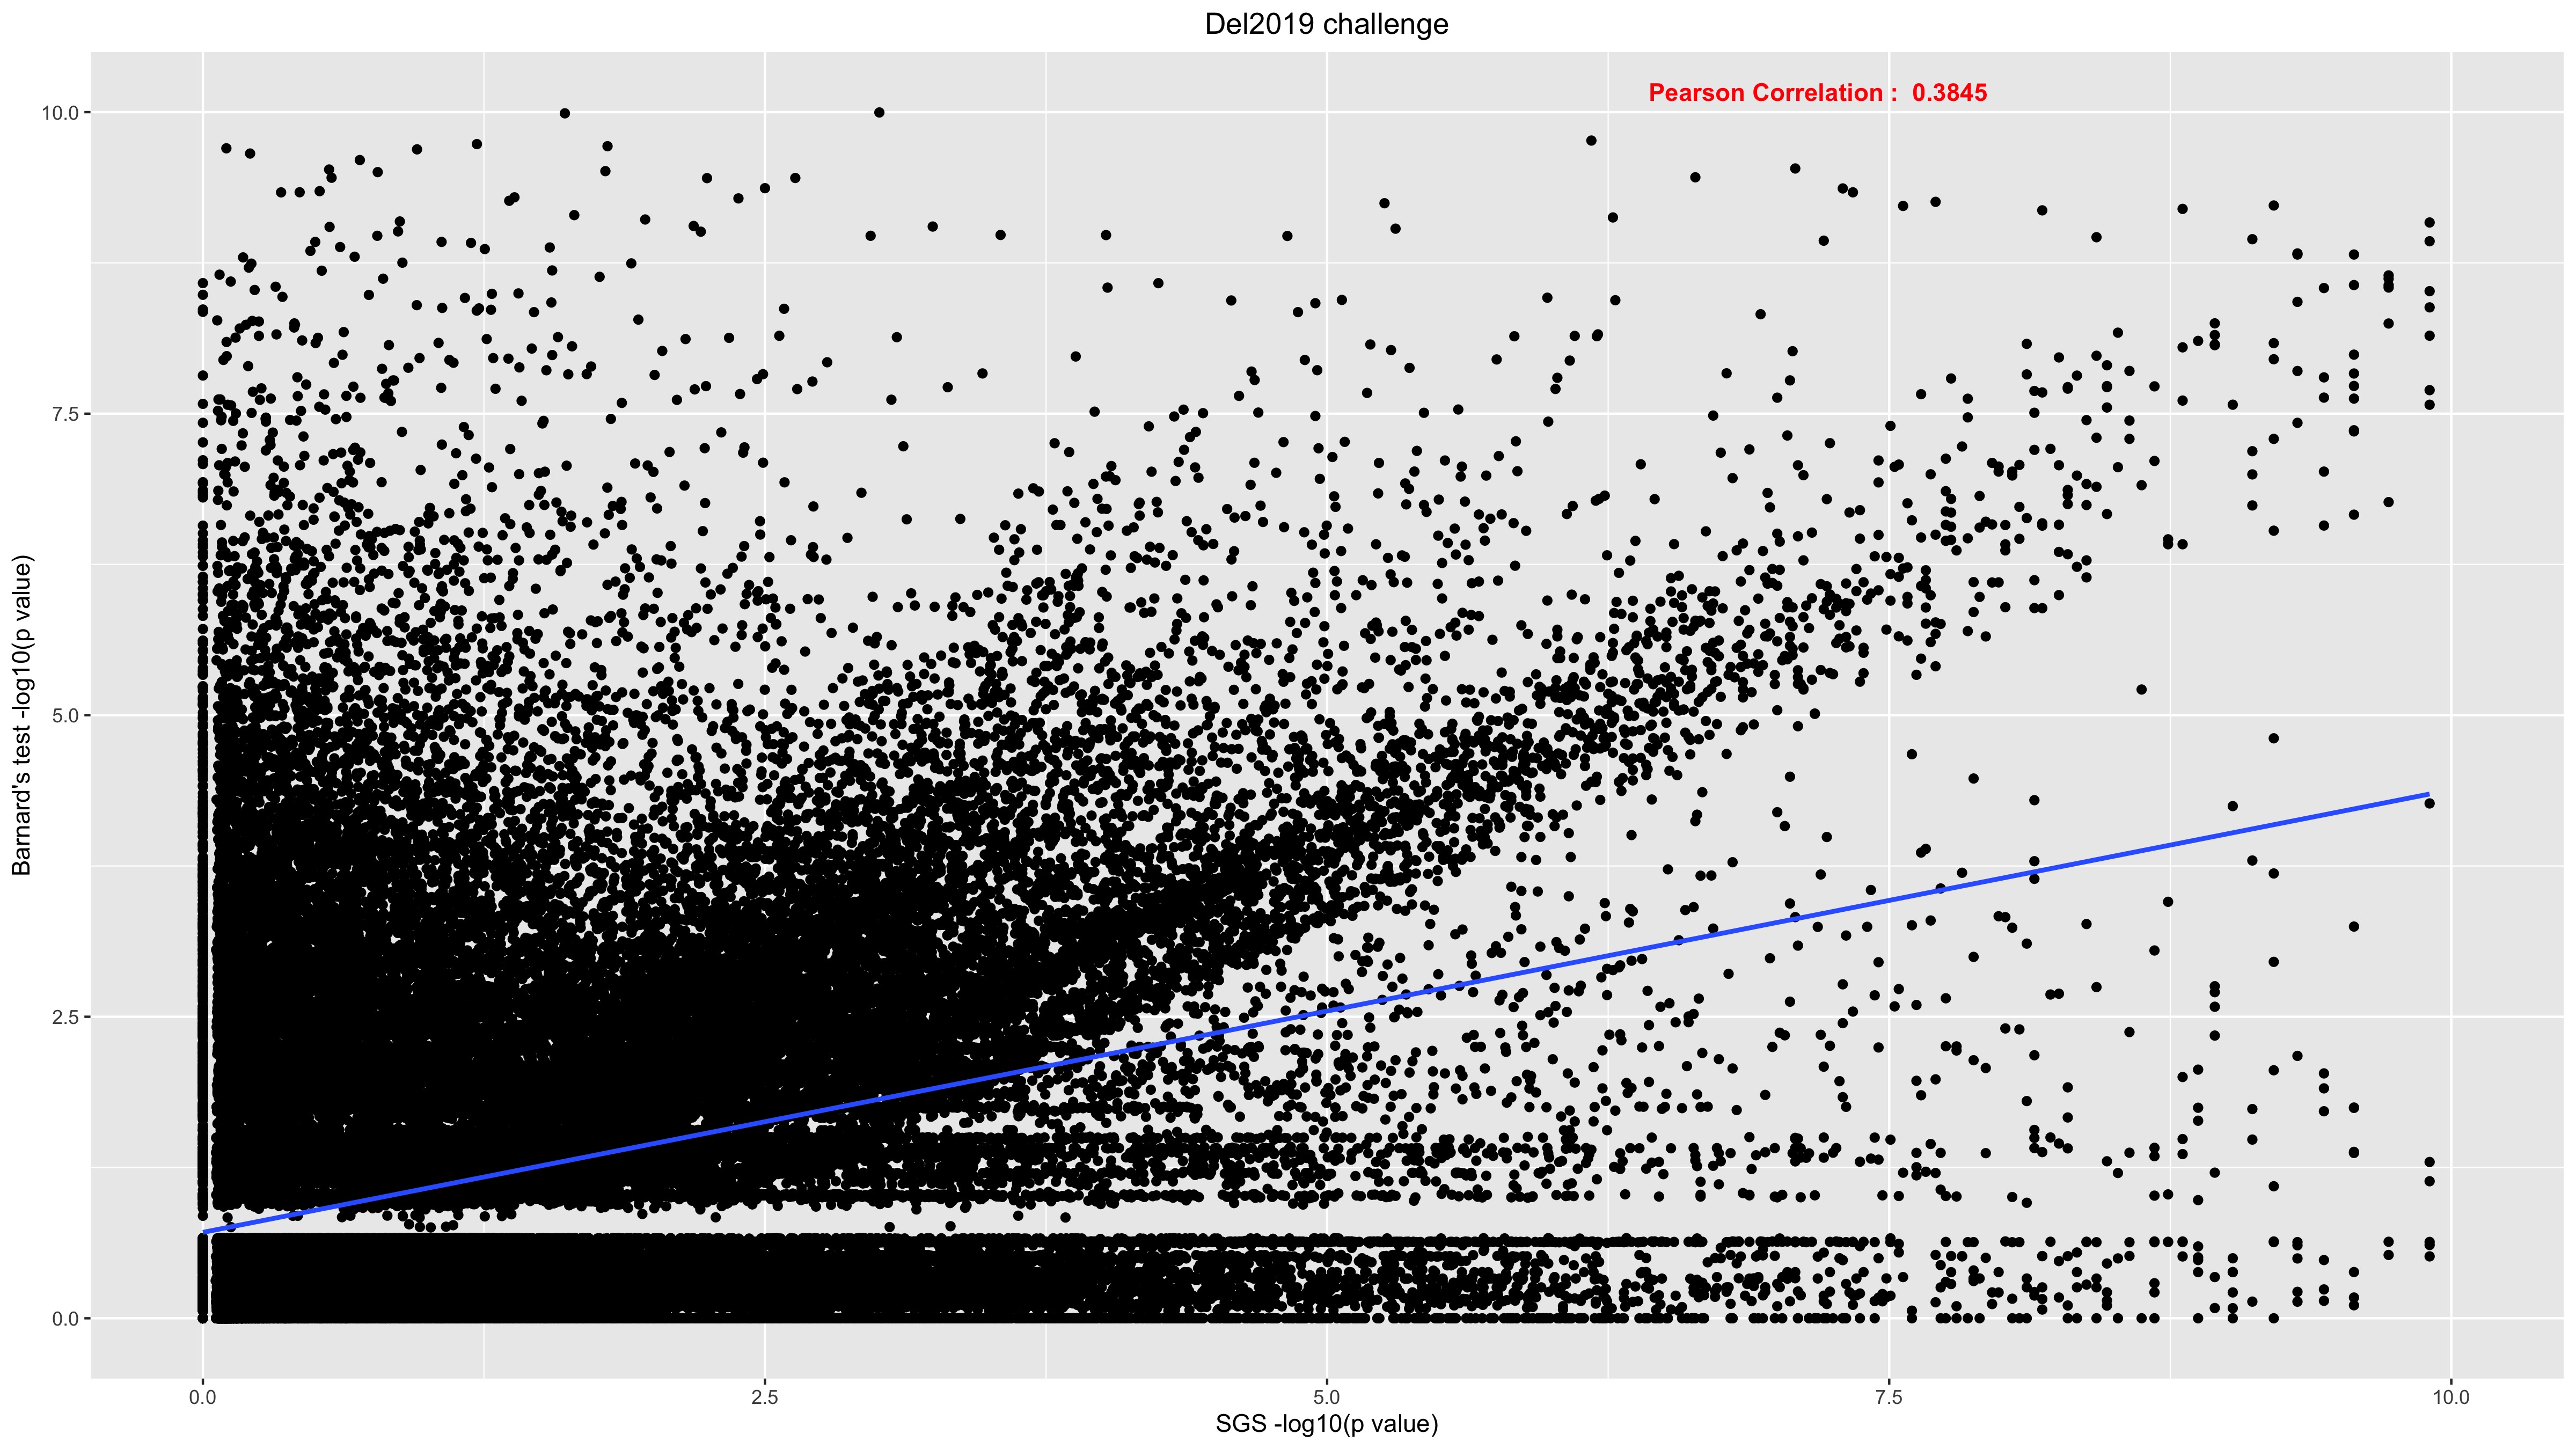 Del2019 challenge
Pearson Correlation :  0.3845
10.0
7.5
5.0
2.5
0.0
Barnard's test -log10(p value)
0.0
2.5
5.0
7.5
10.0
SGS -log10(p value)